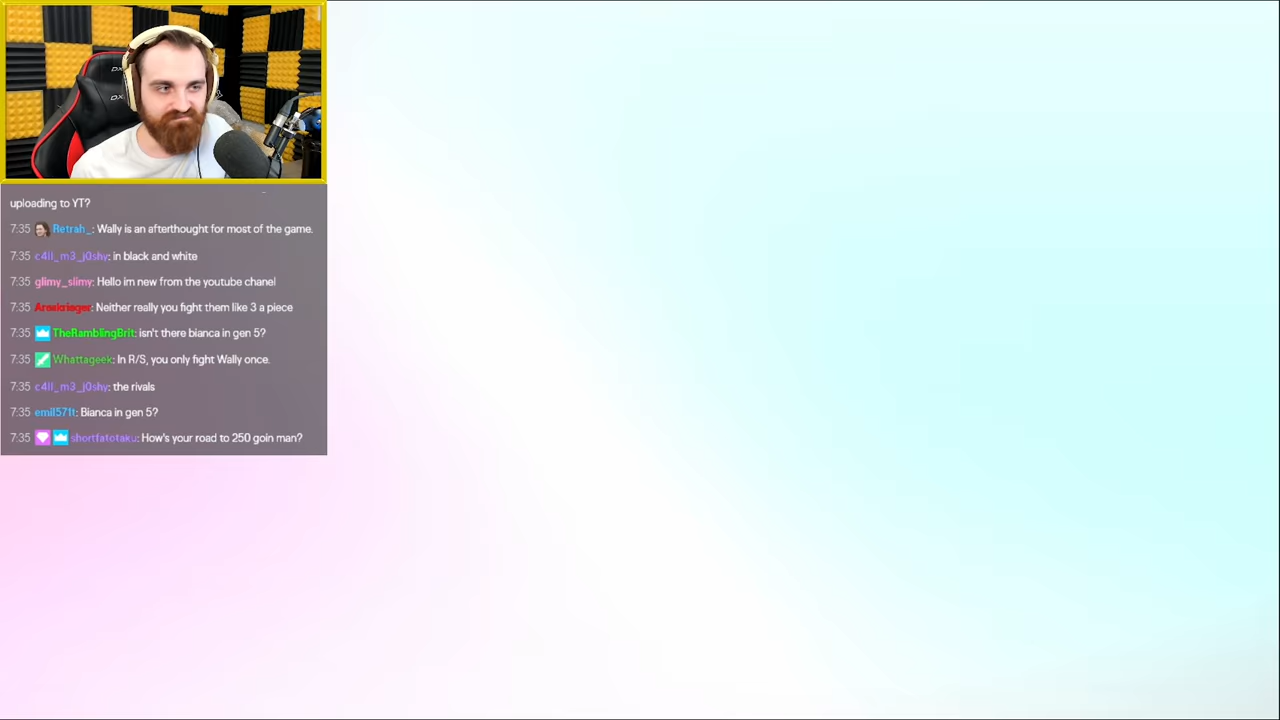 uploading to YT?
7:35 Retrah_: Wally is an afterthought for most of the game.
7:35 c4ll_m3_j0shy: in black and white
7:35 glimy_slimy: Hello im new from the youtube chanel
7:35 Areakrieger: Neither really you fight them like 3 a piece
7:35 TheRamblingBrit: isn't there bianca in gen 5?
7:35 Whattageek: In R/S, you only fight Wally once.
7:35 c4ll_m3_j0shy: the rivals
7:35 emil571t: Bianca in gen 5?
7:35 shortfatotaku: How's your road to 250 goin man?